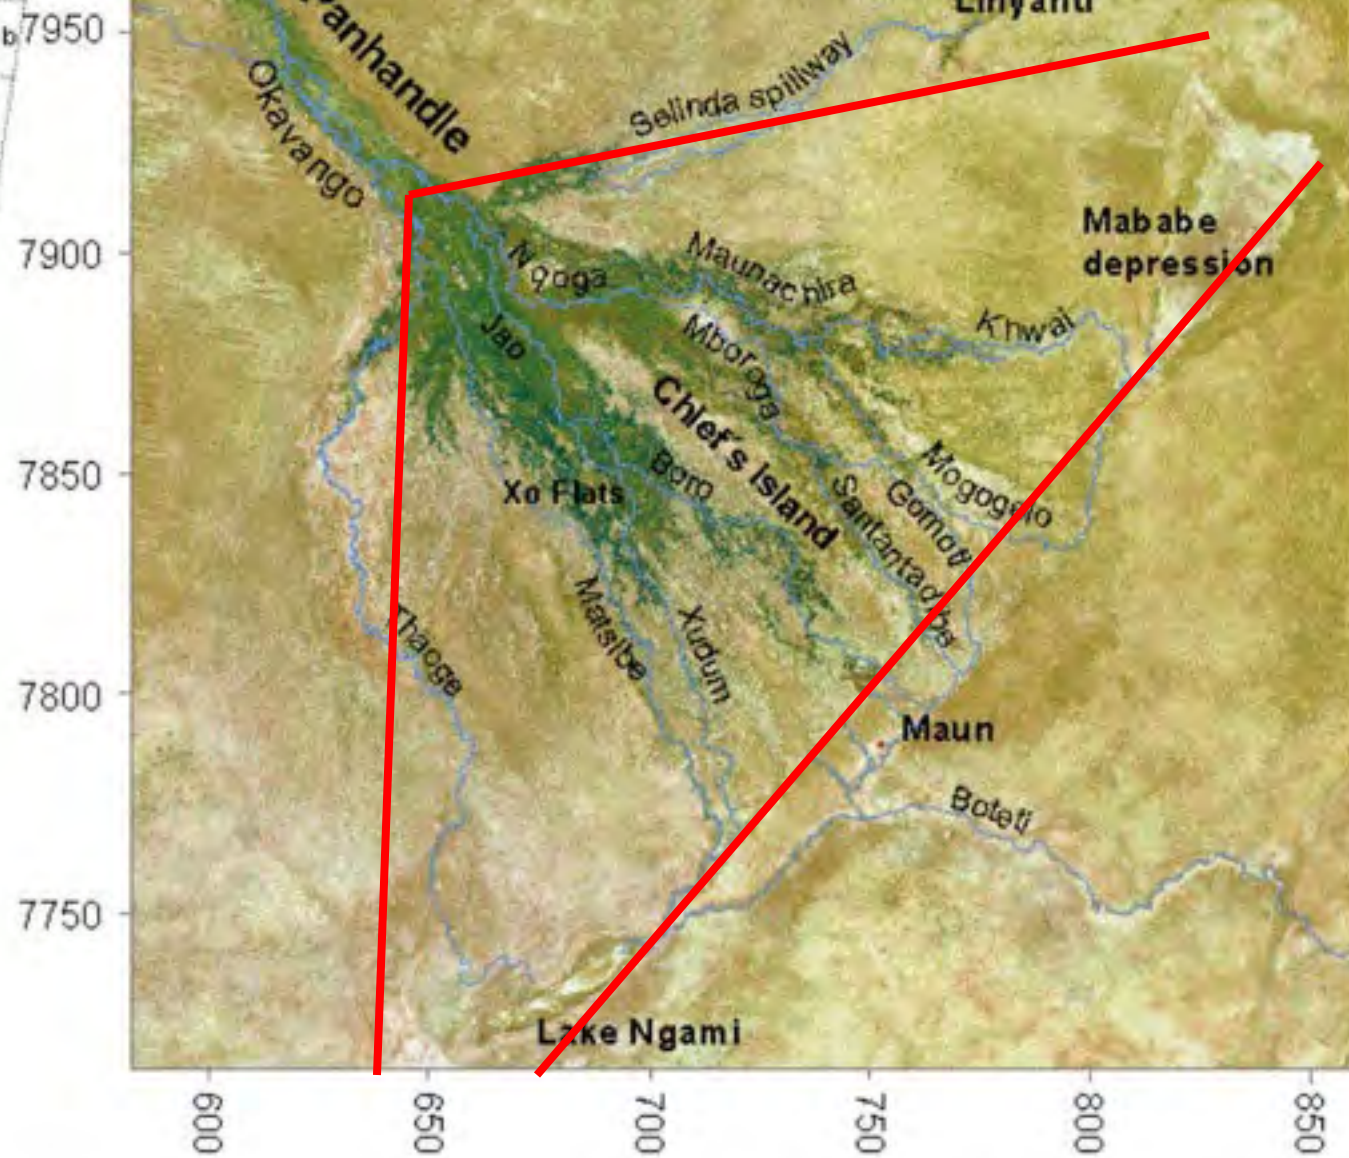 b
7950
7900
7850
7800
7750
600
650
700
750
800
850
Panhandle
Okavango
Linyanti
Selinda spillway
Mababe
depression
Nqoga
Maunachira
Khwai
Jao
Mboroga
Chief's Island
Boro
Xo Flats
Mogogelo
Gomoti
Santantadibe
Matsibe
Xudum
Thaoge
Maun
Boteti
Lake Ngami